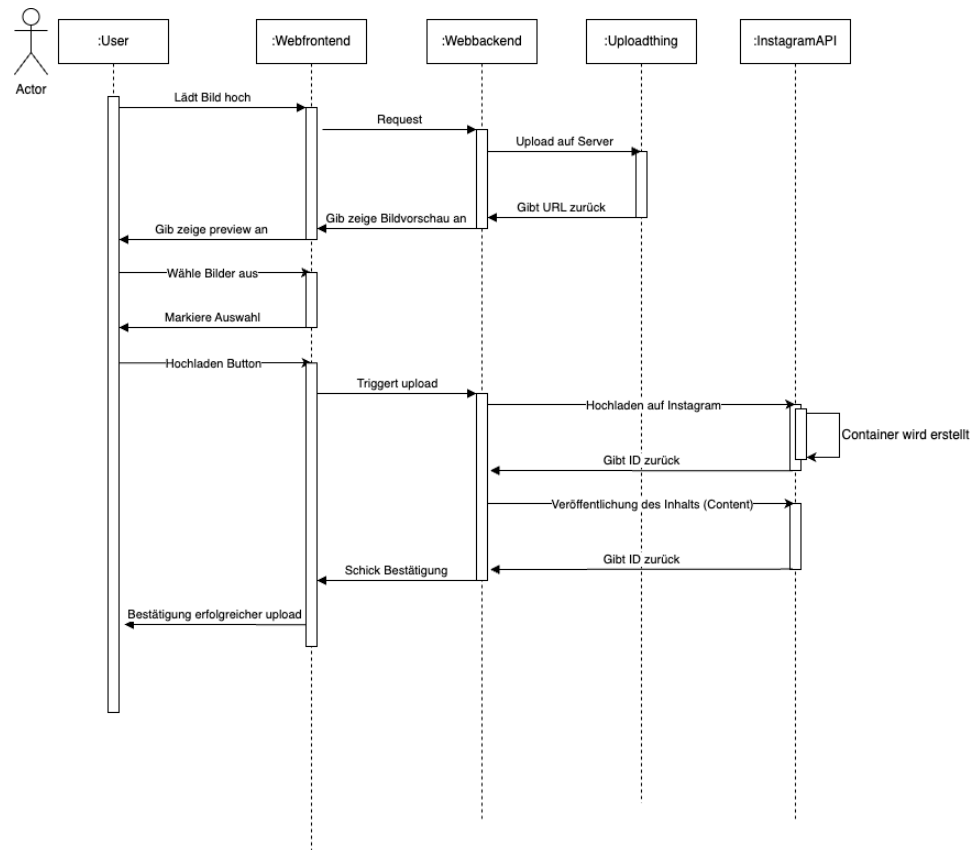 :User
:Webfrontend
:Webbackend
:Uploadthing
:InstagramAPI
Actor
Lädt Bild hoch
Request
Upload auf Server
Gibt URL zurück
Gib zeige Bildvorschau an
Gib zeige preview an
Wähle Bilder aus
Markiere Auswahl
Hochladen Button
Triggert upload
Hochladen auf Instagram
Container wird erstellt
Gibt ID zurück
Veröffentlichung des Inhalts (Content)
Gibt ID zurück
Schick Bestätigung
Bestätigung erfolgreicher upload